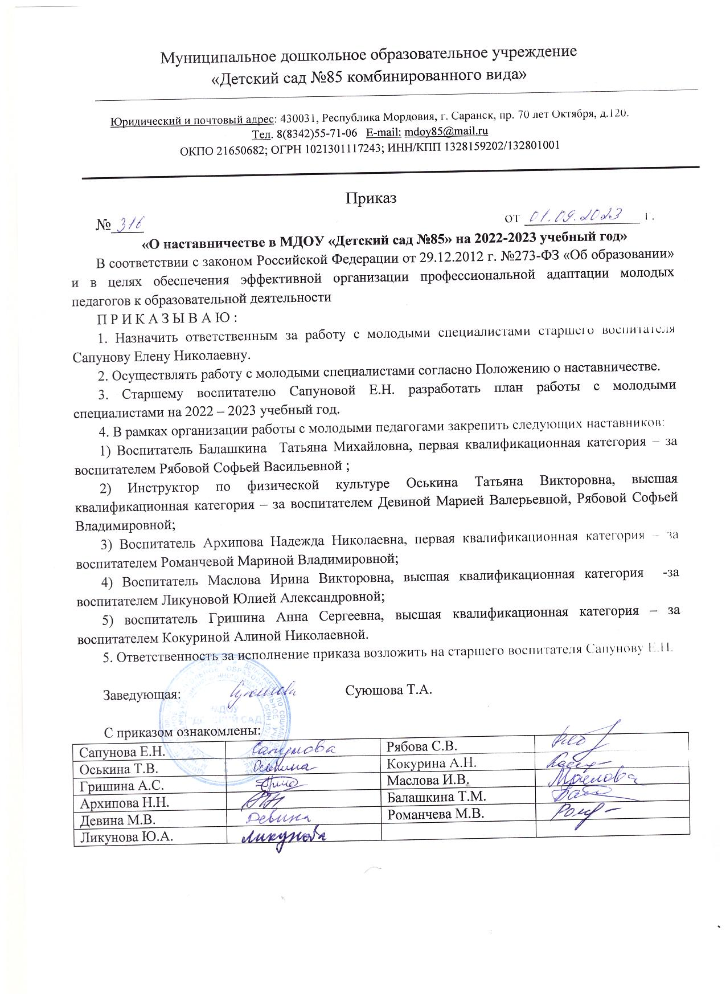 Муниципальное дошкольное образовательное учреждение
«Детский сад №85 комбинированного вида»
Юридический и почтовый адрес: 430031, Республика Мордовия, г. Саранск, пр. 70 лет Октября, д.120.
Тел. 8(8342)55-71-06 E-mail: mdoy85@mail.ru
ОКПО 21650682; ОГРН 1021301117243; ИНН/КПП 1328159202/132801001
Приказ
№ 316 от 01.09.2023 г.
«О наставничестве в МДОУ «Детский сад №85» на 2022-2023 учебный год»
В соответствии с законом Российской Федерации от 29.12.2012 г. №273-ФЗ «Об образовании»
и в целях обеспечения эффективной организации профессиональной адаптации молодых
педагогов к образовательной деятельности
П Р И К А З Ы В А Ю :
1. Назначить ответственным за работу с молодыми специалистами старшего воспитателя
Сапунову Елену Николаевну.
2. Осуществлять работу с молодыми специалистами согласно Положению о наставничестве.
3. Старшему воспитателю Сапуновой Е.Н. разработать план работы с молодыми
специалистами на 2022 – 2023 учебный год.
4. В рамках организации работы с молодыми педагогами закрепить следующих наставников:
1) Воспитатель Балашкина Татьяна Михайловна, первая квалификационная категория – за
воспитателем Рябовой Софьей Васильевной ;
2) Инструктор по физической культуре Оськина Татьяна Викторовна, высшая
квалификационная категория – за воспитателем Девиной Марией Валерьевной, Рябовой Софьей
Владимировной;
3) Воспитатель Архипова Надежда Николаевна, первая квалификационная категория – за
воспитателем Романчевой Мариной Владимировной;
4) Воспитатель Маслова Ирина Викторовна, высшая квалификационная категория -за
воспитателем Ликуновой Юлией Александровной;
5) воспитатель Гришина Анна Сергеевна, высшая квалификационная категория – за
воспитателем Кокуриной Алиной Николаевной.
5. Ответственность за исполнение приказа возложить на старшего воспитателя Сапунову Е.Н.
Заведующая: Суюшова Т.А.
МДОУ
"ДЕТСКИЙ САД
С приказом ознакомлены:
Сапунова Е.Н. Сапунова Рябова С.В.
Оськина Т.В. Оськина Кокурина А.Н.
Гришина А.С. Маслова И.В. Маслова
Архипова Н.Н. Балашкина Т.М.
Девина М.В. Девина Романчева М.В.
Ликунова Ю.А. Ликунова